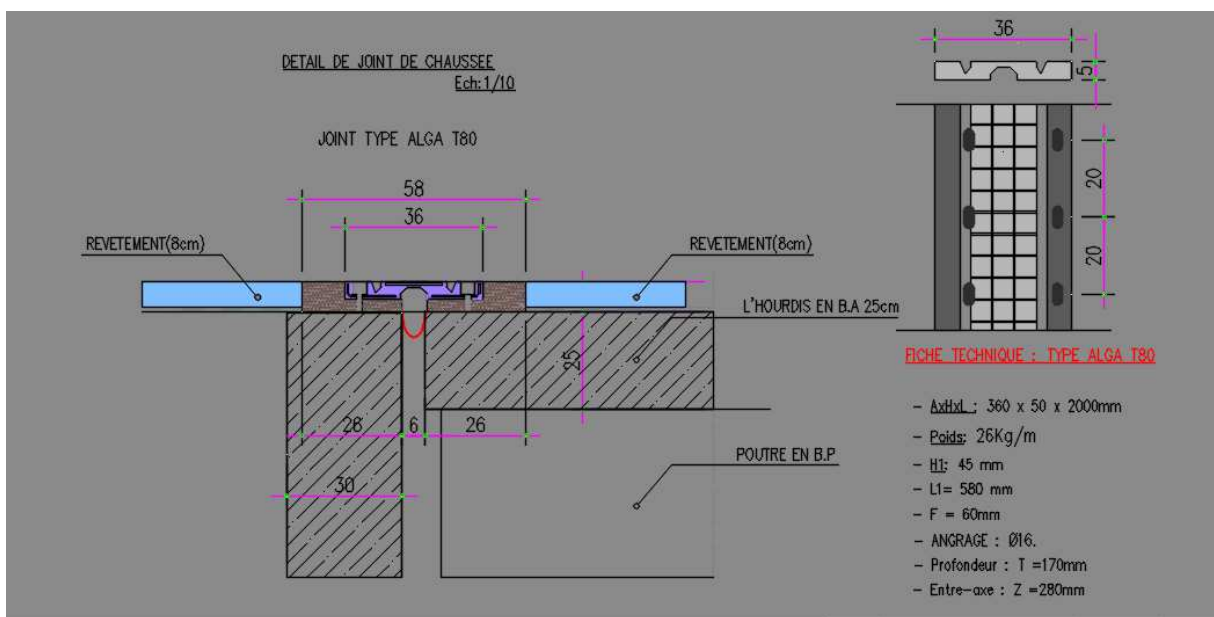 DETAIL DE JOINT DE CHAUSSEE
Ech:1/10
JOINT TYPE ALGA T80
58
36
REVETEMENT(8cm)
REVETEMENT(8cm)
L'HOURDIS EN B.A 25cm
25
26 6 26
POUTRE EN B.P
30
36
5
20
20
FICHE TECHNIQUE : TYPE ALGA T80
- AxHxL : 360 x 50 x 2000mm
- Poids: 26Kg/m
- H1: 45 mm
- L1= 580 mm
- F = 60mm
- ANGRAGE : Ø16.
- Profondeur : T =170mm
- Entre-axe : Z =280mm